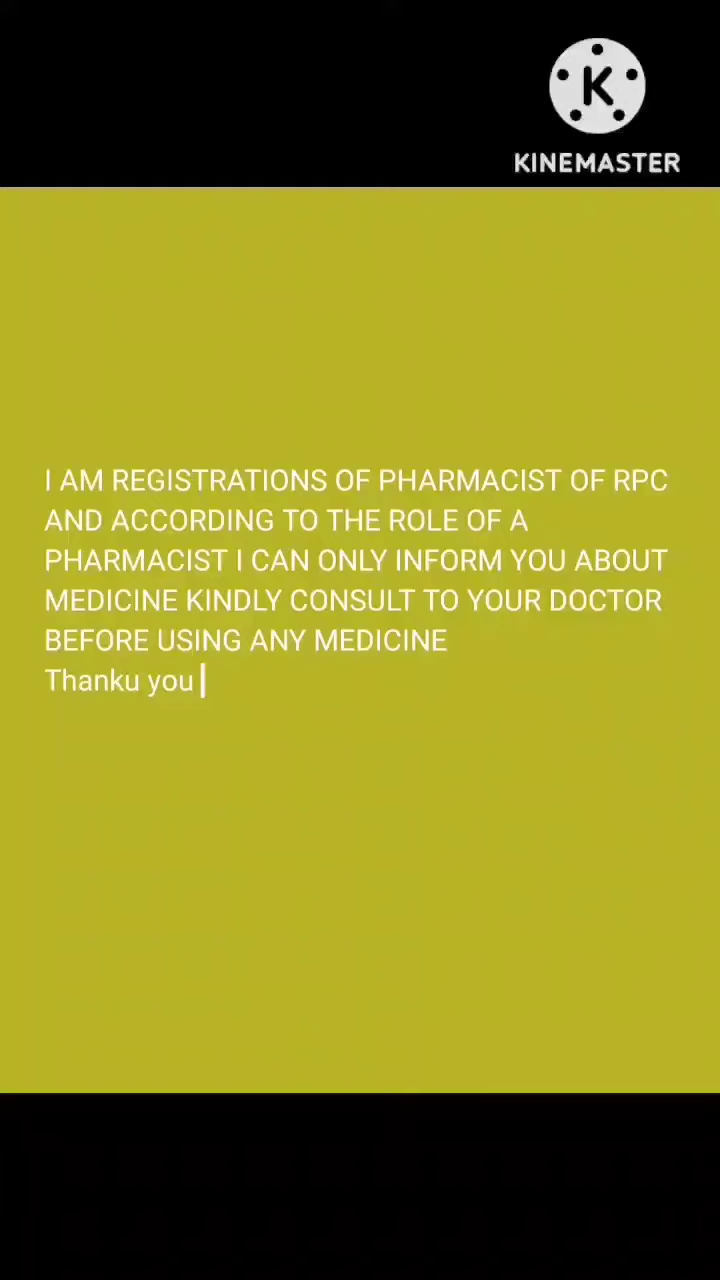 K
KINEMASTER
I AM REGISTRATIONS OF PHARMACIST OF RPC
AND ACCORDING TO THE ROLE OF A
PHARMACIST I CAN ONLY INFORM YOU ABOUT
MEDICINE KINDLY CONSULT TO YOUR DOCTOR
BEFORE USING ANY MEDICINE
Thanku you